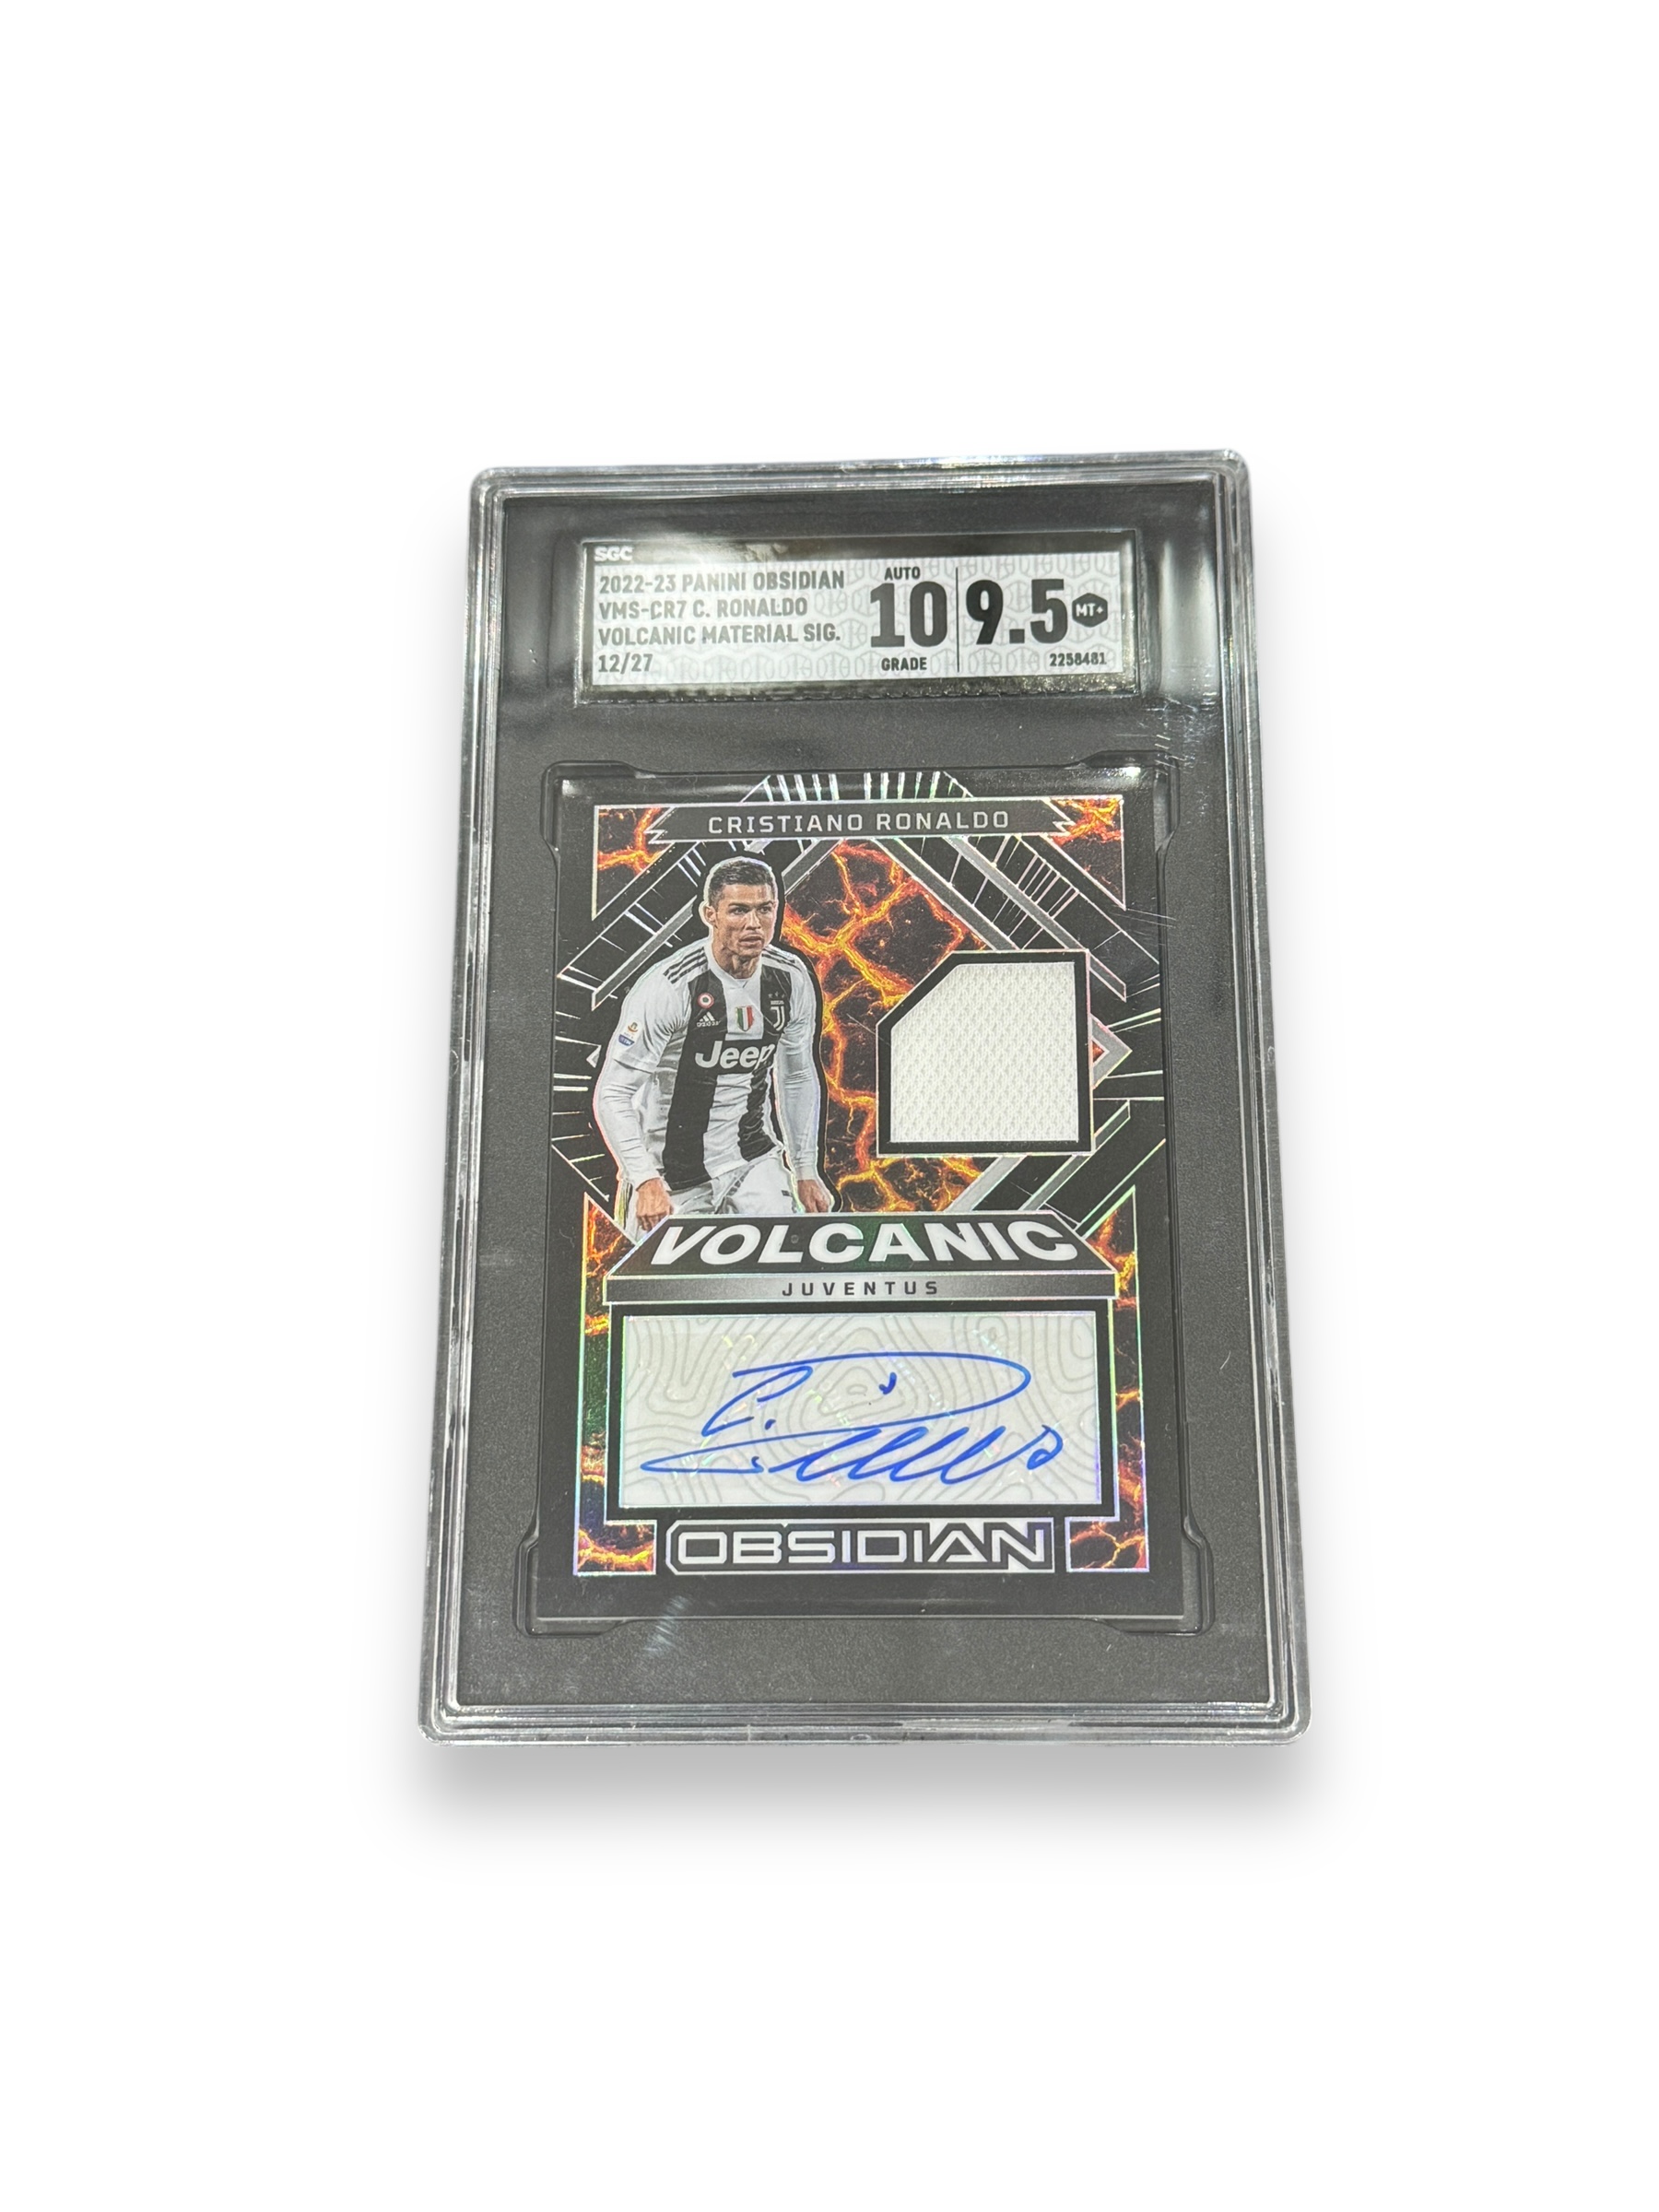 SGC
2022-23 PANINI OBSIDIAN
VMS-CR7 C. RONALDO
VOLCANIC MATERIAL SIG.
12/27
AUTO
10
GRADE
9.5
MT+
2258481
CRISTIANO RONALDO
adidas
Jeep
VOLCANIC
JUVENTUS
OBSIDIAN